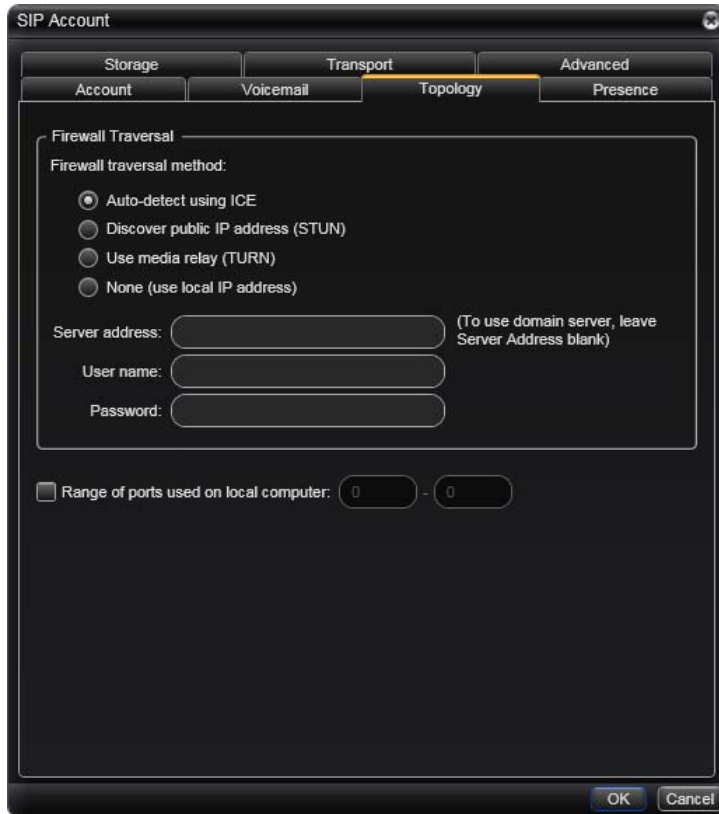 SIP Account
Storage Transport Advanced
Account Voicemail Topology Presence
Firewall Traversal
Firewall traversal method:
Auto-detect using ICE
Discover public IP address (STUN)
Use media relay (TURN)
None (use local IP address)
Server address: (To use domain server, leave
Server Address blank)
User name:
Password:
Range of ports used on local computer: 0 - 0
OK Cancel